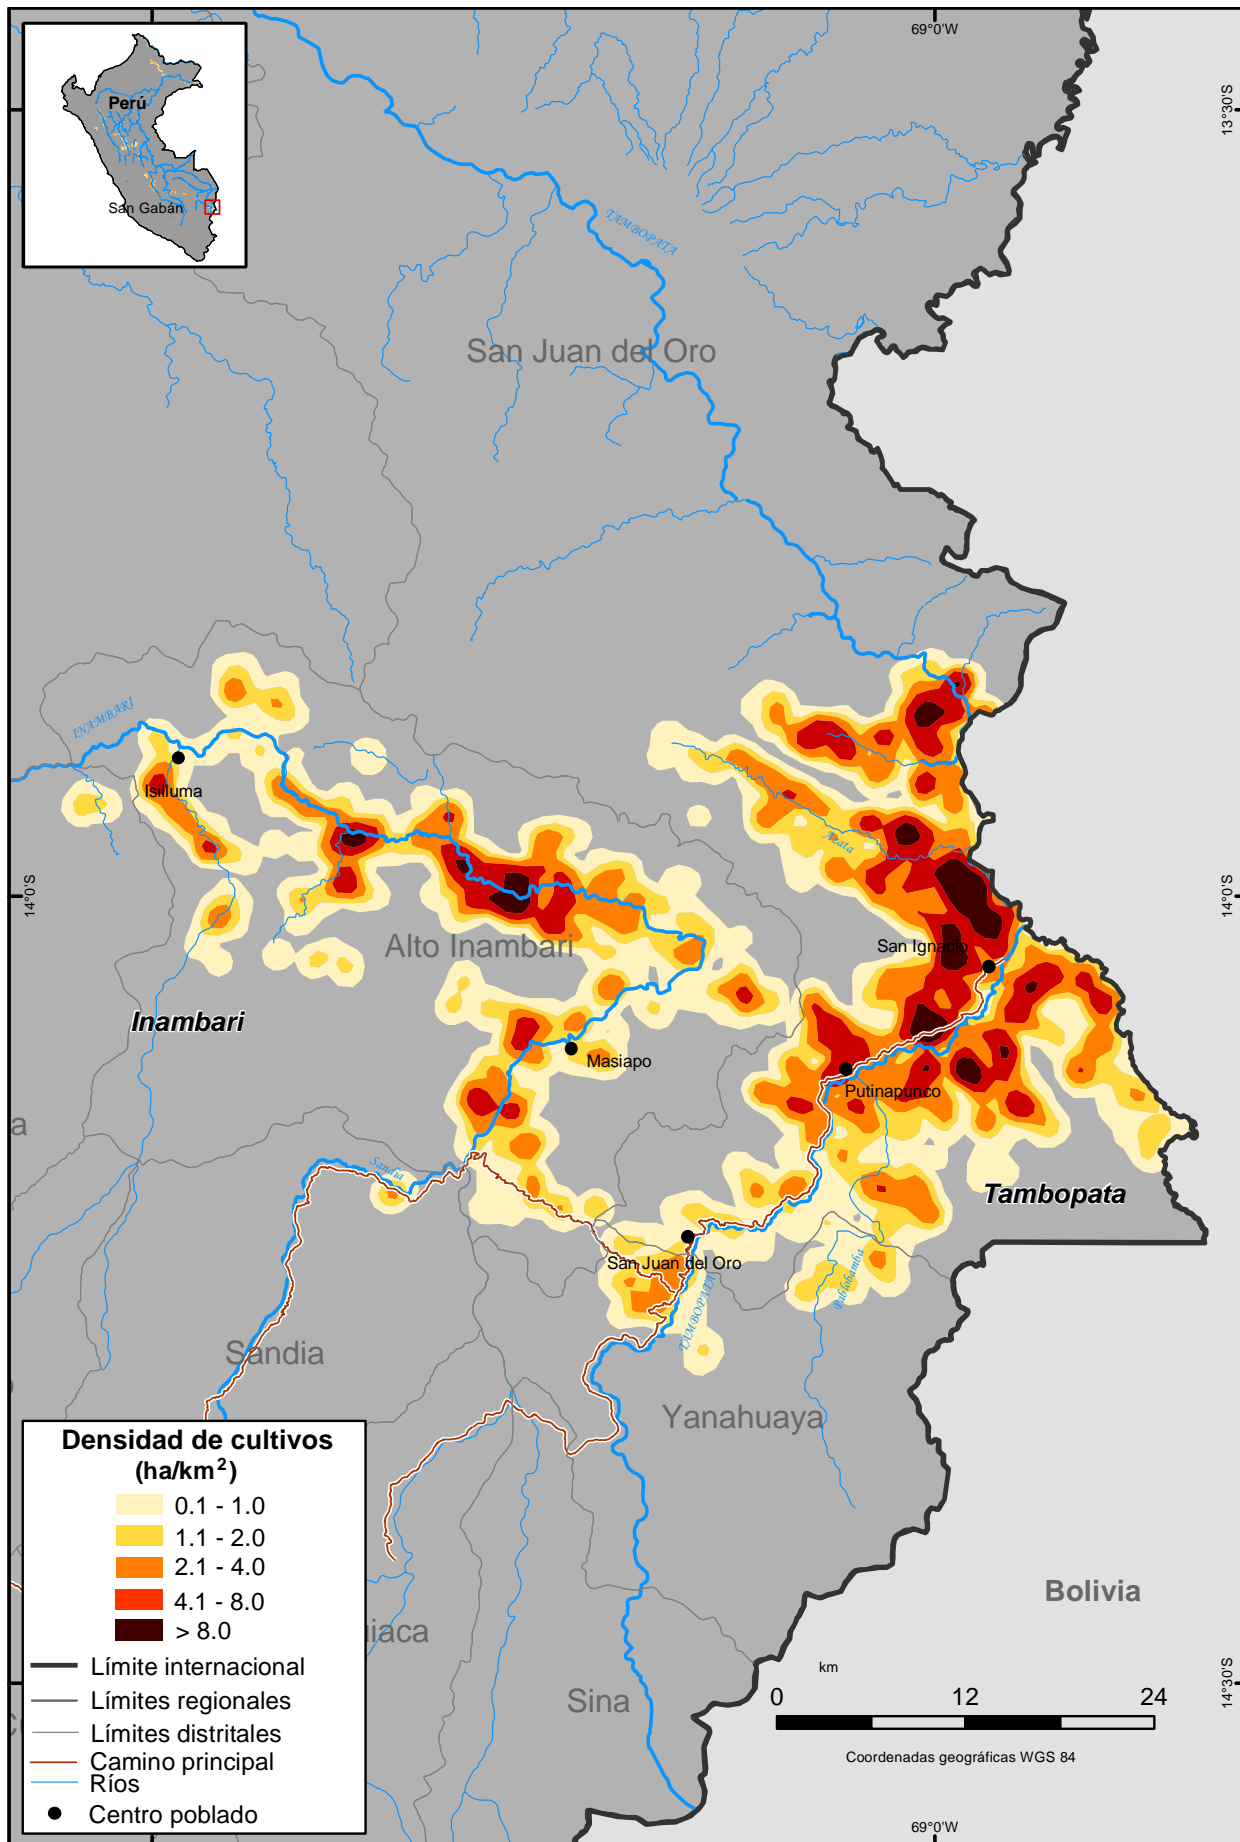 69°0'W
13°30'S
Perú
San Gabán
TAMBOPATA
San Juan del Oro
INAMBARI
Isilluma
Azata
14°0'S
14°0'S
San Ignacio
Alto Inambari
Inambari
Masiapo
Putinapunco
a
Sandia
Tambopata
San Juan del Oro
Pablobamba
TAMBOPATA
Sandia
Yanahuaya
Densidad de cultivos
(ha/km²)
0.1 - 1.0
1.1 - 2.0
2.1 - 4.0
4.1 - 8.0
> 8.0
Límite internacional
Límites regionales
Límites distritales
Camino principal
Ríos
Centro poblado
iaca
Bolivia
Sina
km
0 12 24
Coordenadas geográficas WGS 84
14°30'S
69°0'W